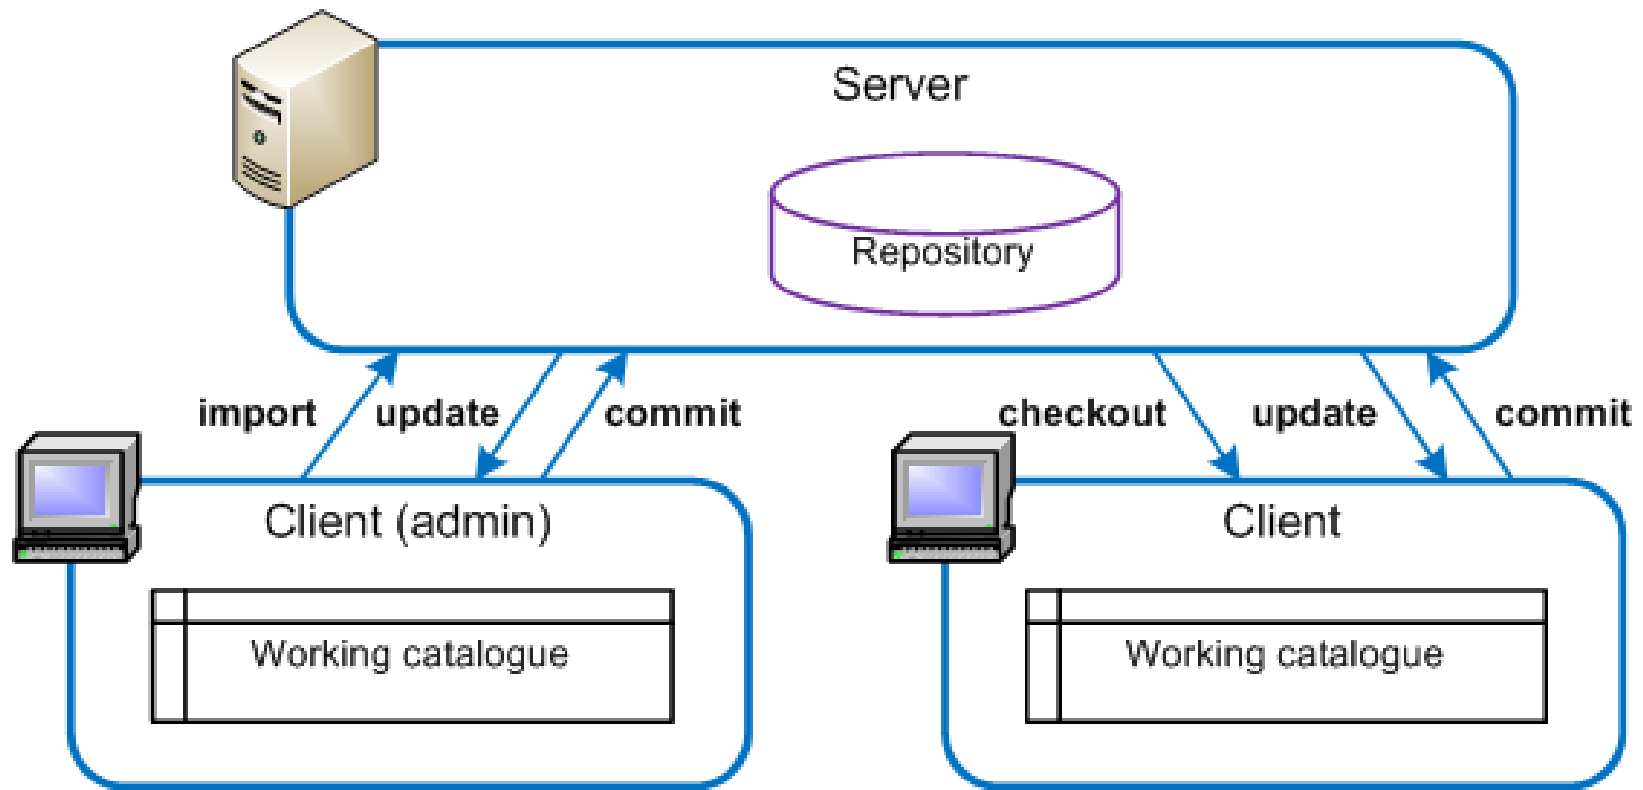 Server
Repository
import update commit checkout update commit
Client (admin)
Client
Working catalogue
Working catalogue